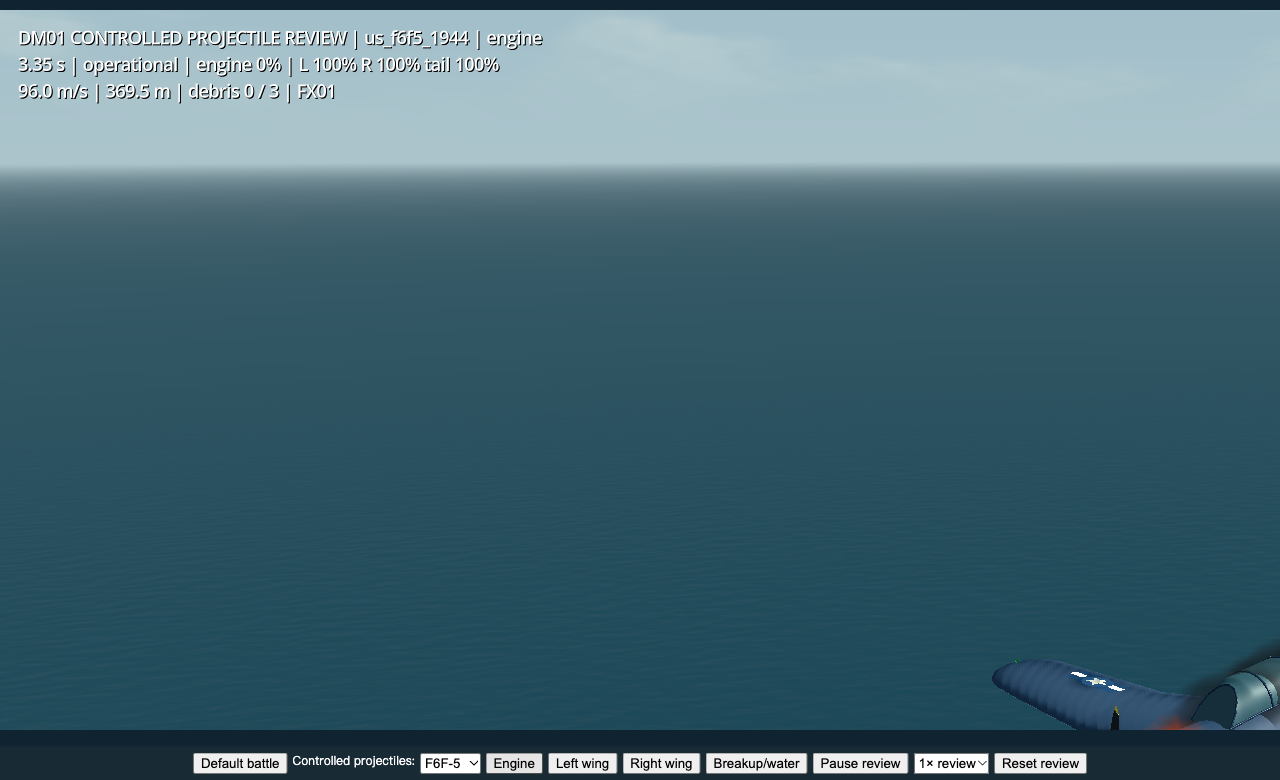 DM01 CONTROLLED PROJECTILE REVIEW | us_f6f5_1944 | engine
3.35 s | operational | engine 0% | L 100% R 100% tail 100%
96.0 m/s | 369.5 m | debris 0 / 3 | FX01
Default battle Controlled projectiles: F6F-5 Engine Left wing Right wing Breakup/water Pause review 1× review Reset review